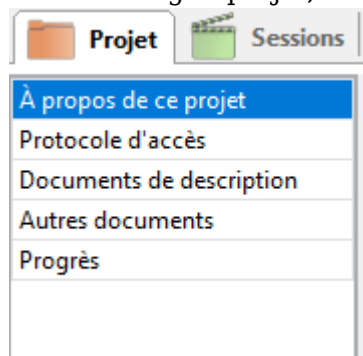 Projet Sessions
À propos de ce projet
Protocole d'accès
Documents de description
Autres documents
Progrès